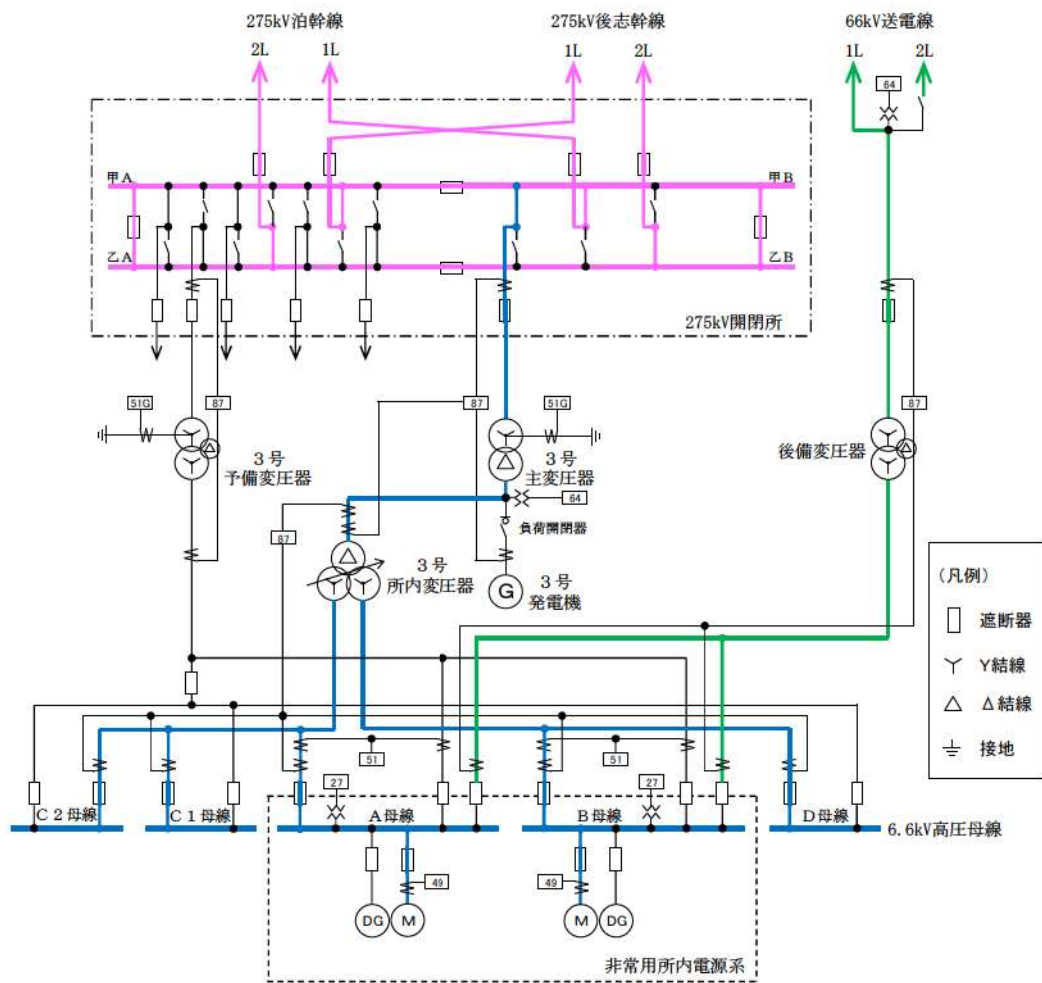 275kV泊幹線
275kV後志幹線
66kV送電線
2L
1L
1L
2L
1L
2L
64
甲A
甲B
乙A
乙B
275kV開閉所
51G
87
87
51G
87
3号
予備変圧器
3号
主変圧器
後備変圧器
64
87
負荷開閉器
3号
所内変圧器
G
3号
発電機
(凡例)
遮断器
Y結線
Δ結線
接地
51
51
27
27
C2母線
C1母線
A母線
B母線
D母線
6.6kV高圧母線
49
49
DG
M
M
DG
非常用所内電源系